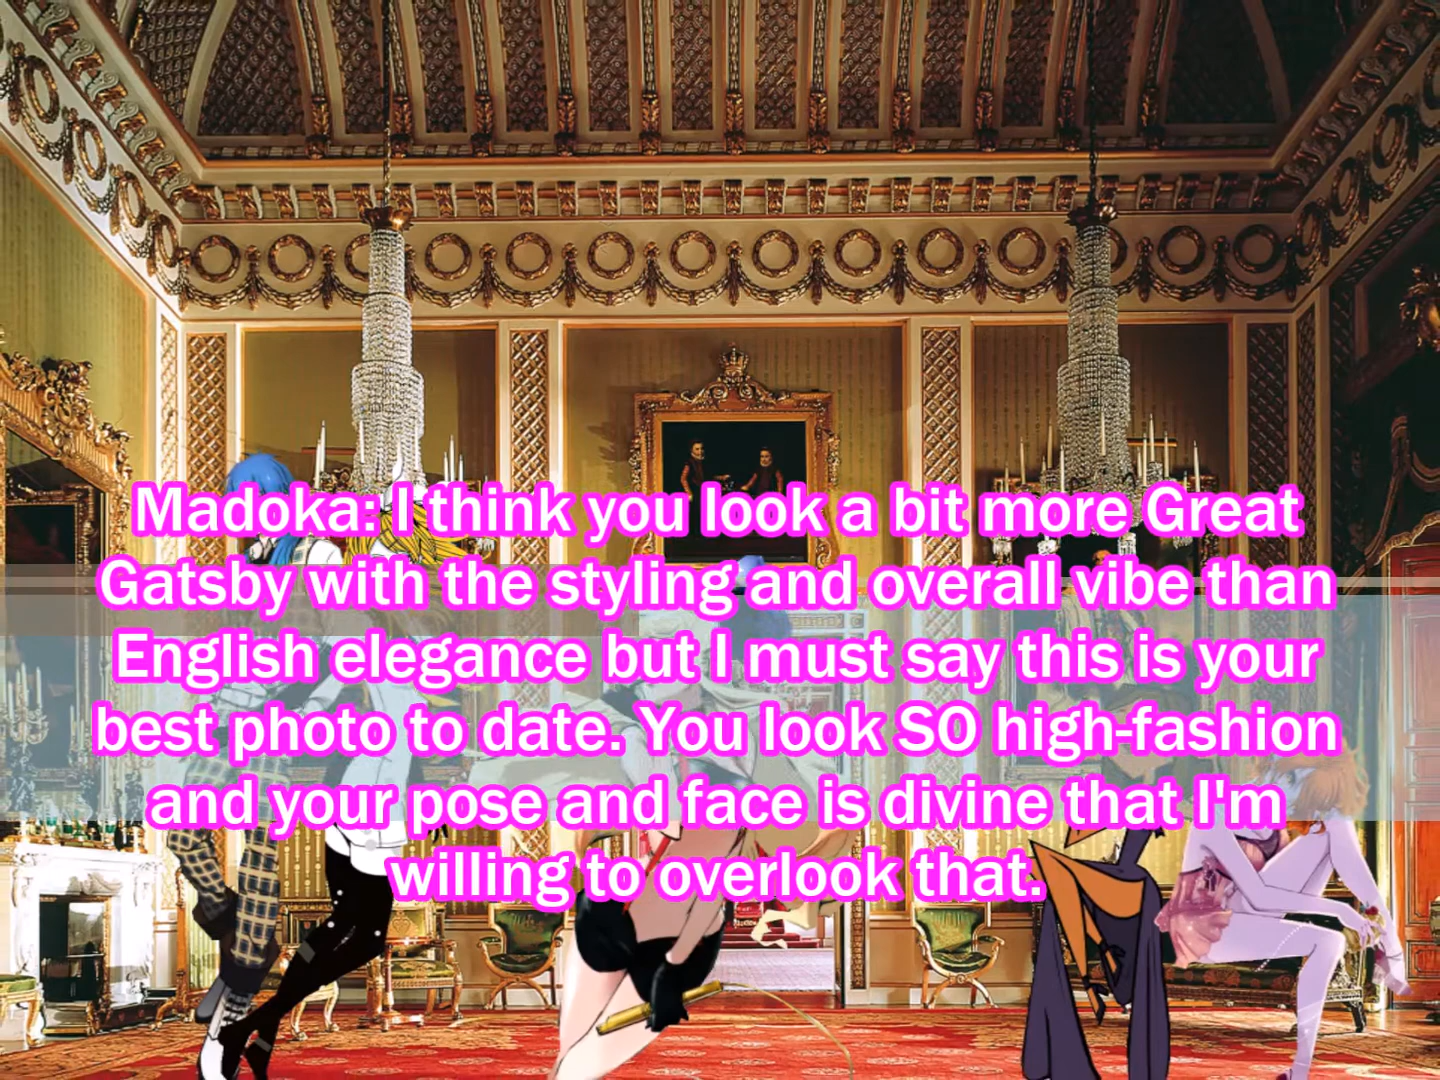 Madoka: I think you look a bit more Great
Gatsby with the styling and overall vibe than
English elegance but I must say this is your
best photo to date. You look SO high-fashion
and your pose and face is divine that I'm
willing to overlook that.